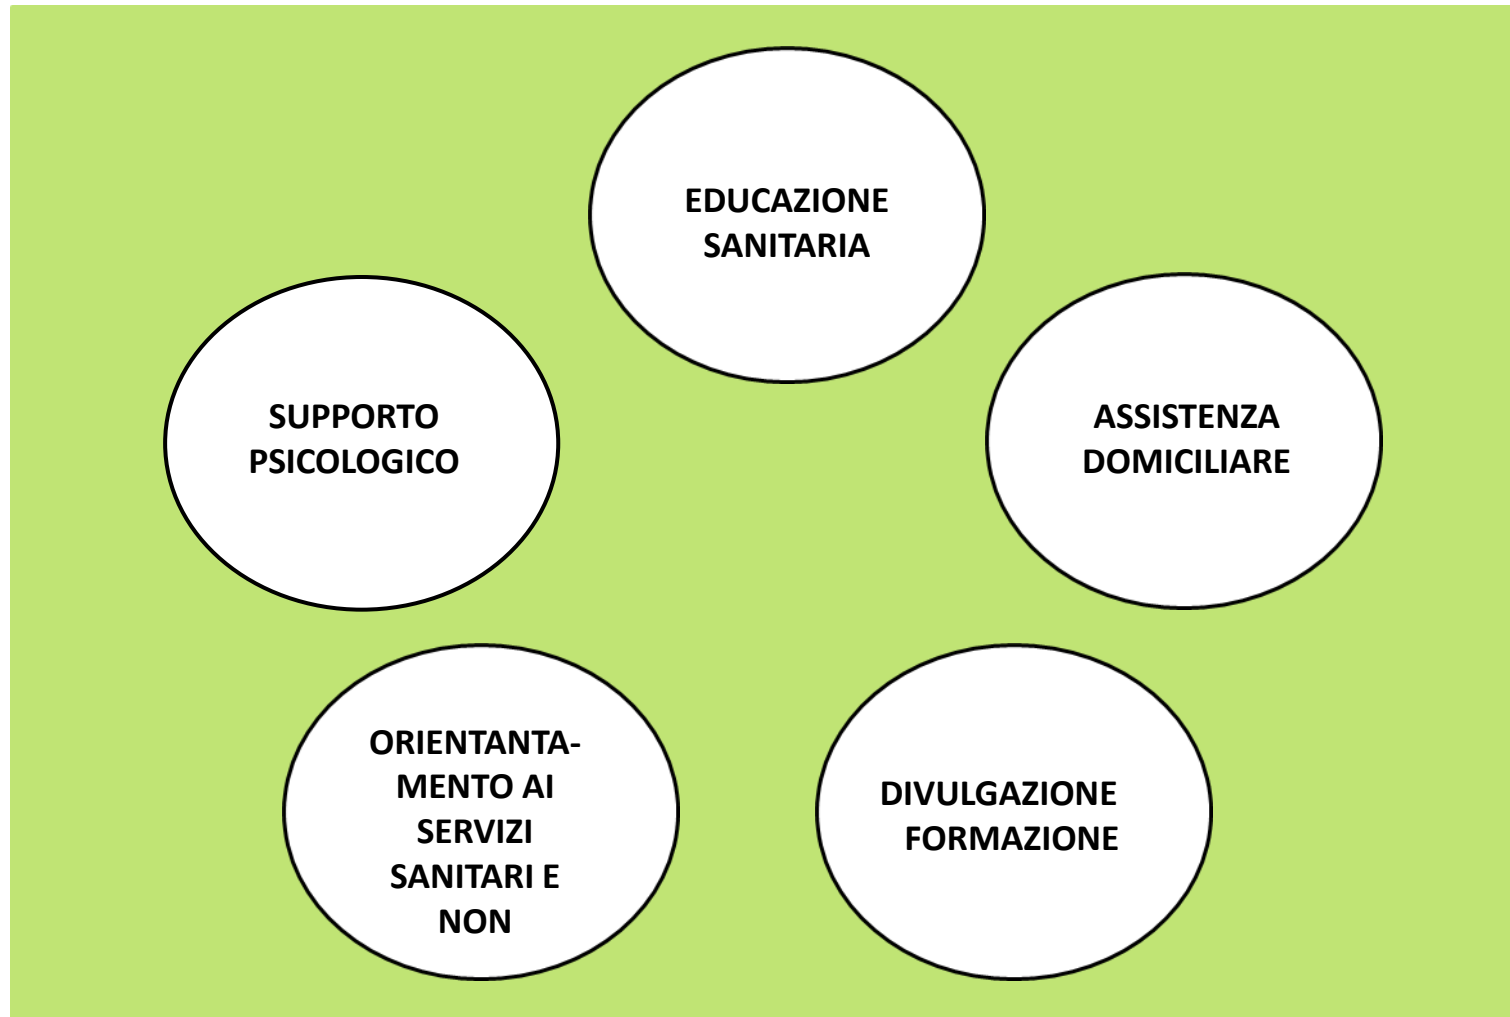 EDUCAZIONE
SANITARIA
SUPPORTO
PSICOLOGICO
ASSISTENZA
DOMICILIARE
ORIENTANTA-
MENTO AI
SERVIZI
SANITARI E
NON
DIVULGAZIONE
FORMAZIONE